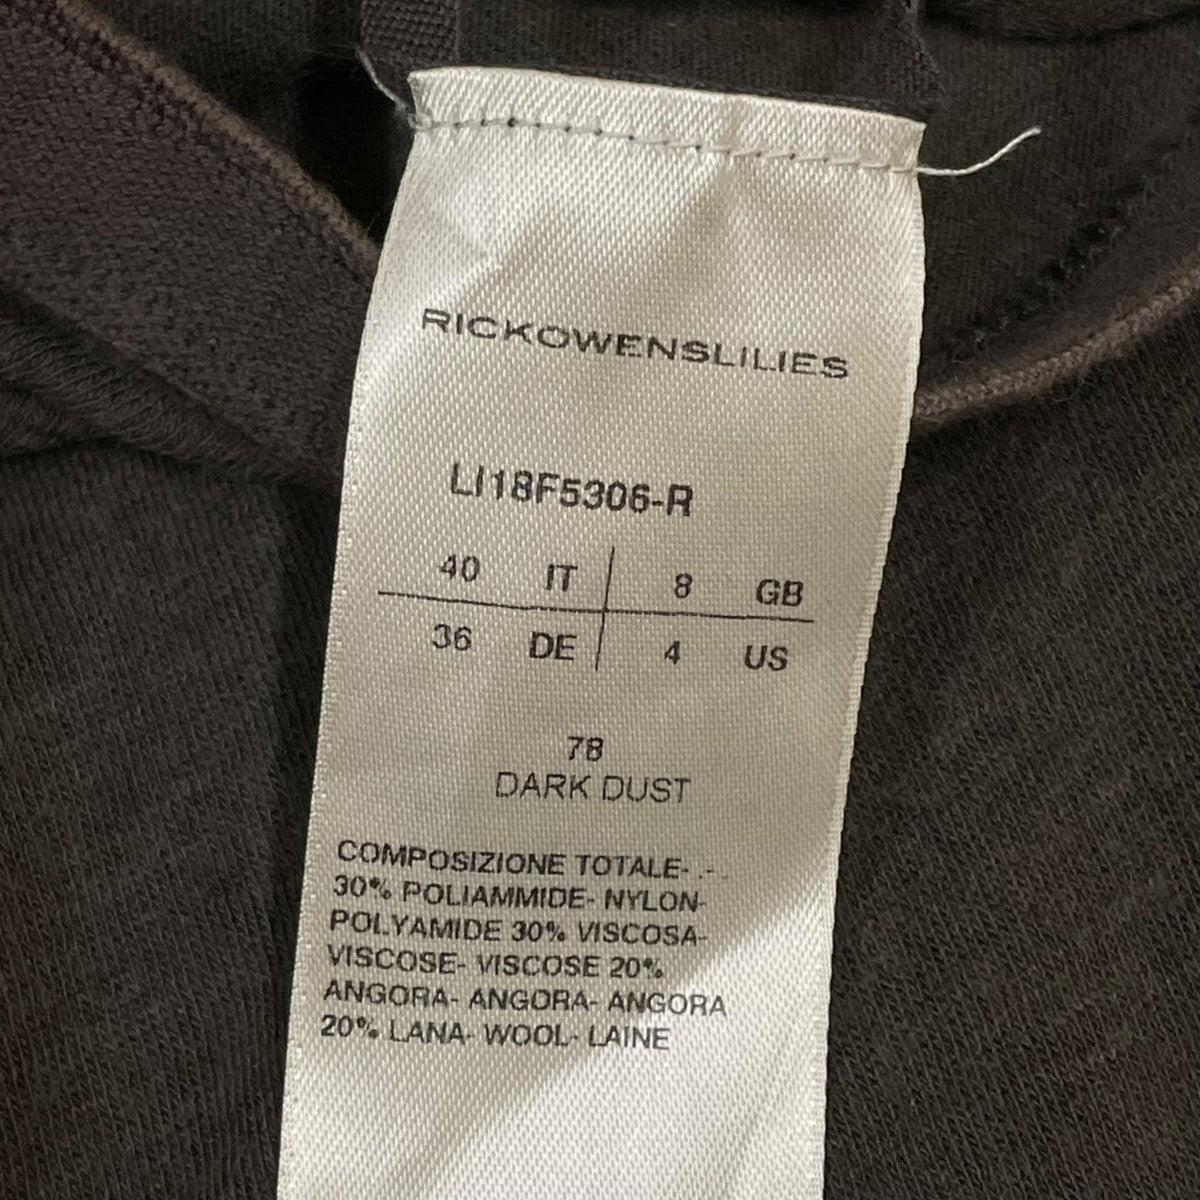 RICKOWENSLILIES
LI18F5306-R
40 IT 8 GB
36 DE 4 US
78
DARK DUST
COMPOSIZIONE TOTALE- .- .
30% POLIAMMIDE- NYLON-
POLYAMIDE 30% VISCOSA-
VISCOSE- VISCOSE 20%
ANGORA- ANGORA- ANGORA
20% LANA- WOOL- LAINE